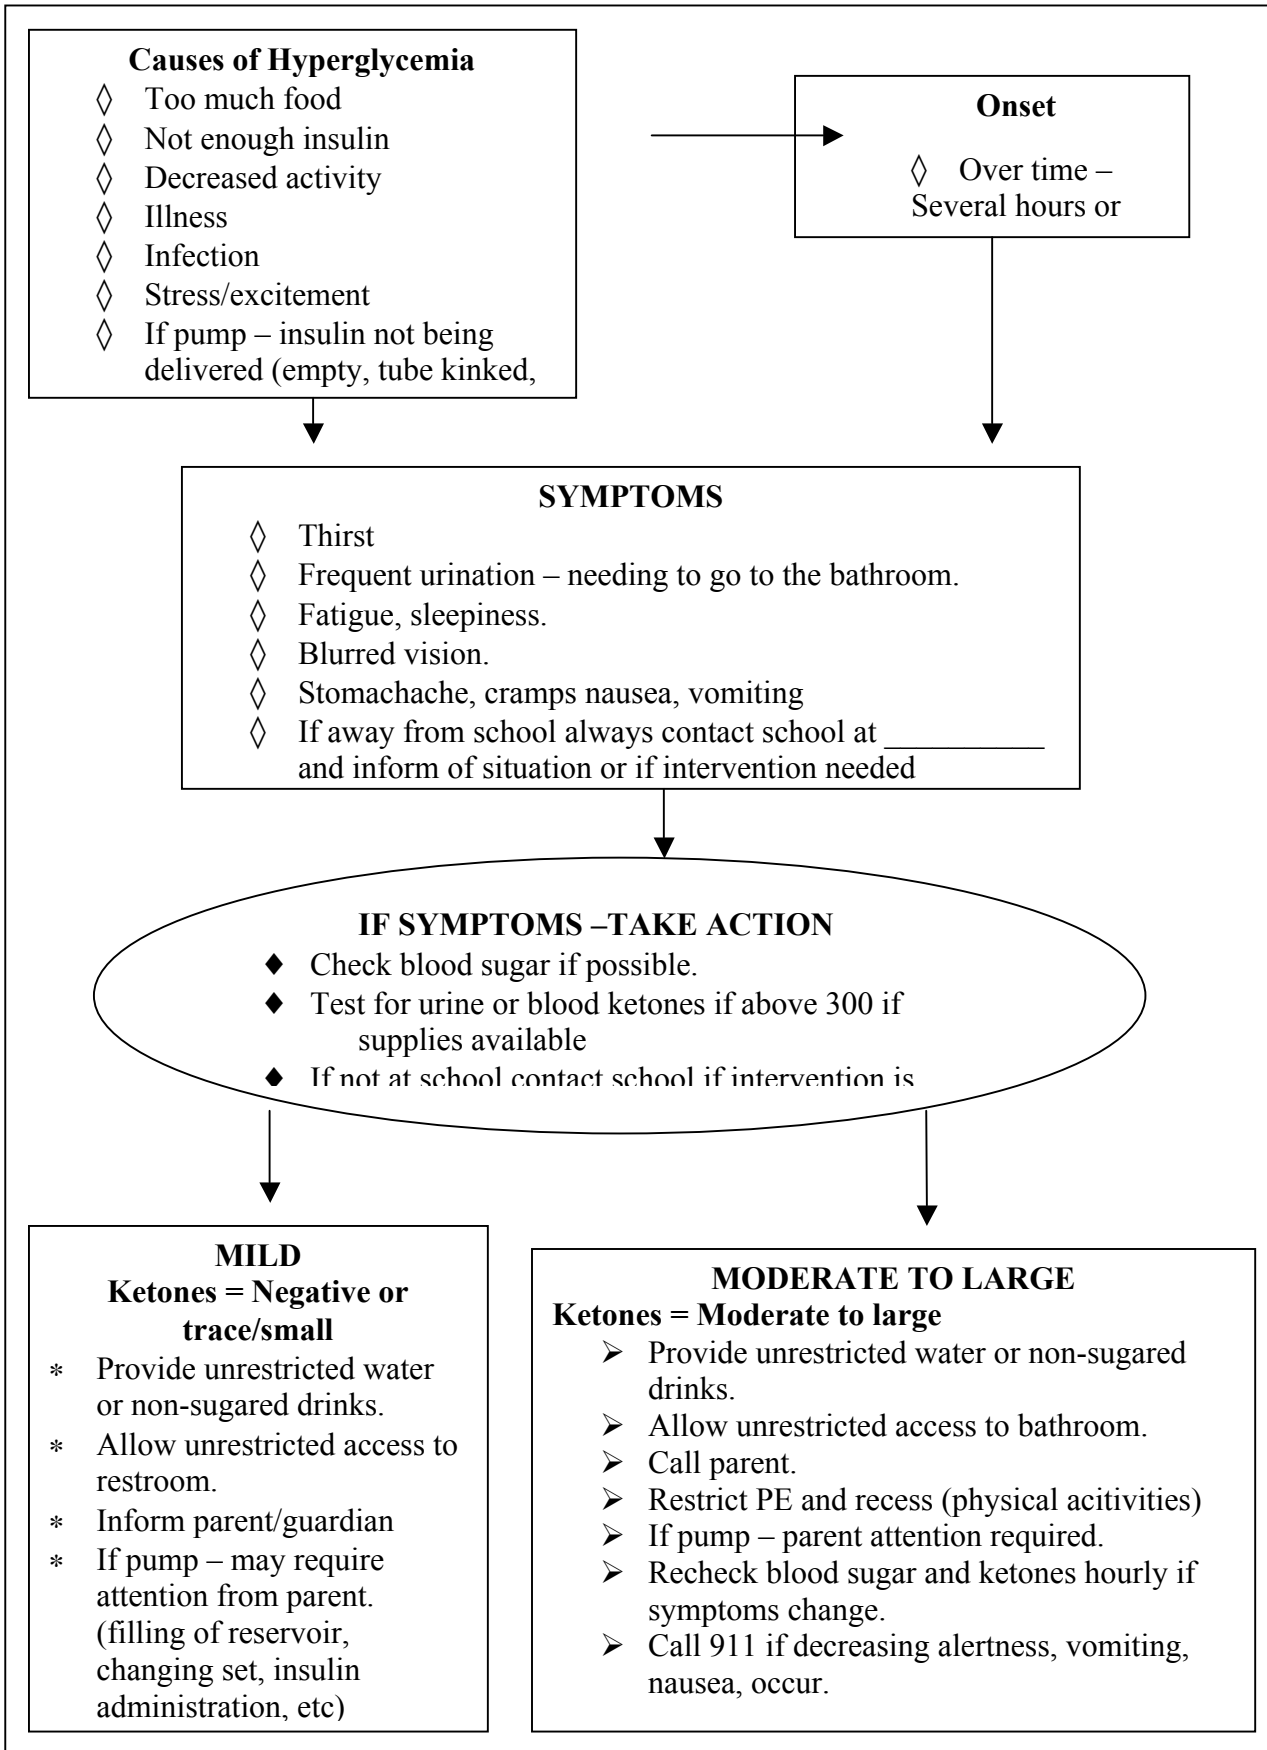 Causes of Hyperglycemia
◊ Too much food
◊ Not enough insulin
◊ Decreased activity
◊ Illness
◊ Infection
◊ Stress/excitement
◊ If pump – insulin not being
delivered (empty, tube kinked,
Onset
◊ Over time –
Several hours or
SYMPTOMS
◊ Thirst
◊ Frequent urination – needing to go to the bathroom.
◊ Fatigue, sleepiness.
◊ Blurred vision.
◊ Stomachache, cramps nausea, vomiting
◊ If away from school always contact school at __________
and inform of situation or if intervention needed
IF SYMPTOMS –TAKE ACTION
♦ Check blood sugar if possible.
♦ Test for urine or blood ketones if above 300 if
supplies available
♦ If not at school contact school if intervention is
MILD
Ketones = Negative or
trace/small
* Provide unrestricted water
or non-sugared drinks.
* Allow unrestricted access to
restroom.
* Inform parent/guardian
* If pump – may require
attention from parent.
(filling of reservoir,
changing set, insulin
administration, etc)
MODERATE TO LARGE
Ketones = Moderate to large
➢ Provide unrestricted water or non-sugared
drinks.
➢ Allow unrestricted access to bathroom.
➢ Call parent.
➢ Restrict PE and recess (physical acitivities)
➢ If pump – parent attention required.
➢ Recheck blood sugar and ketones hourly if
symptoms change.
➢ Call 911 if decreasing alertness, vomiting,
nausea, occur.